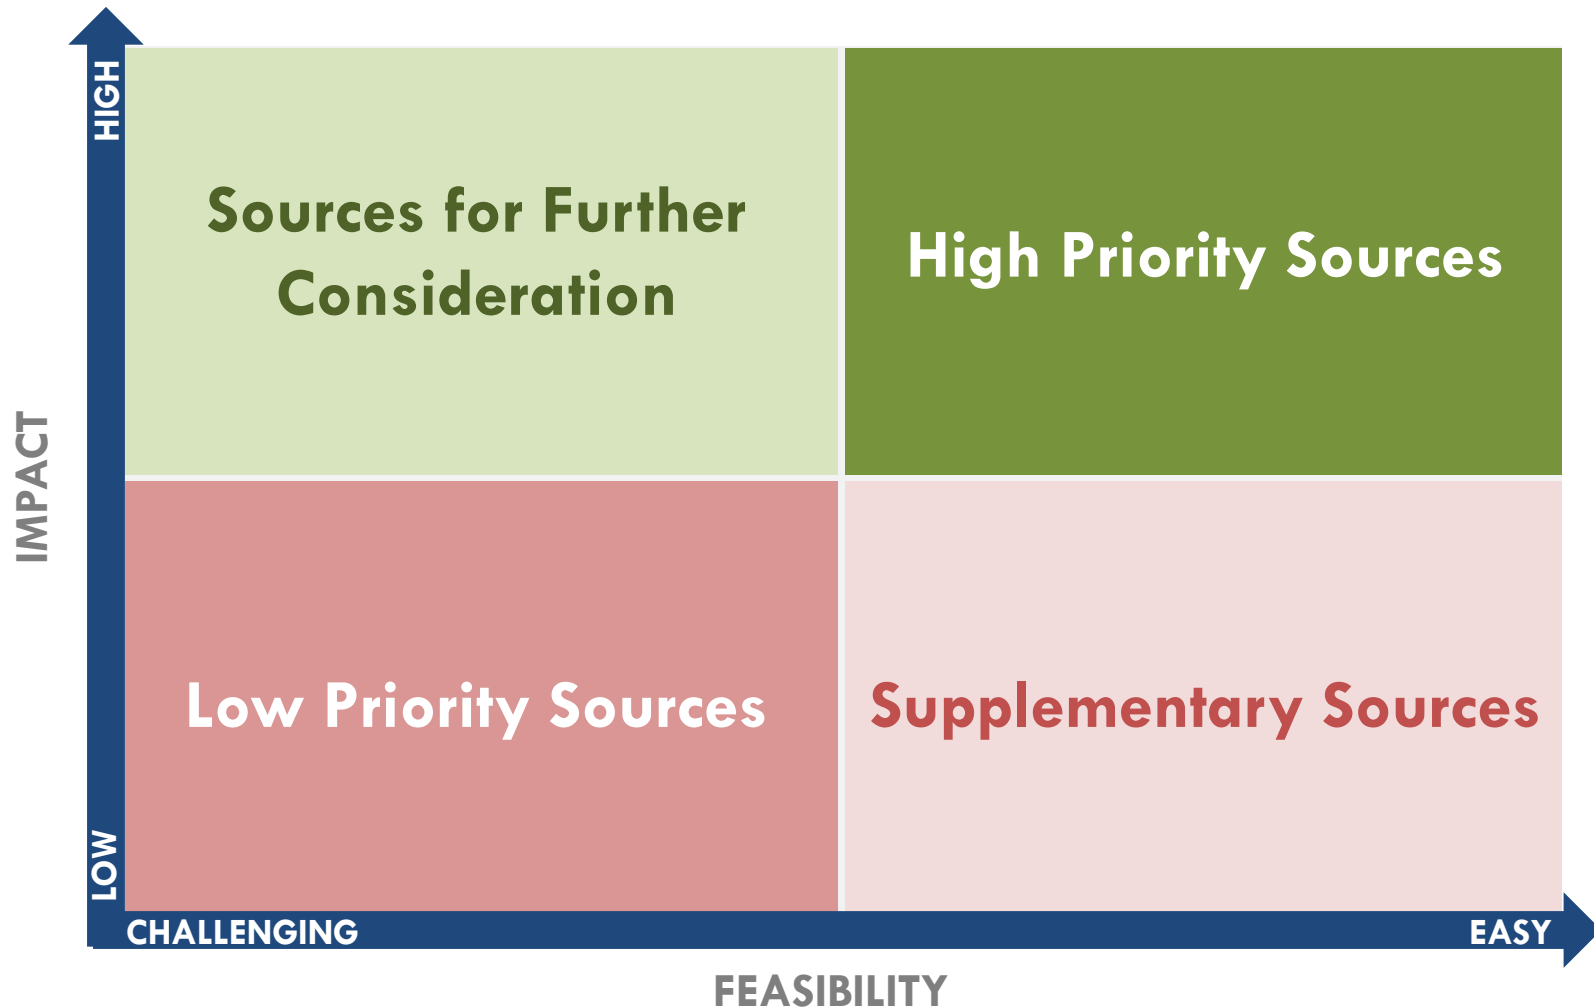 HIGH
Sources for Further
Consideration
High Priority Sources
IMPACT
Low Priority Sources
Supplementary Sources
LOW
CHALLENGING
EASY
FEASIBILITY